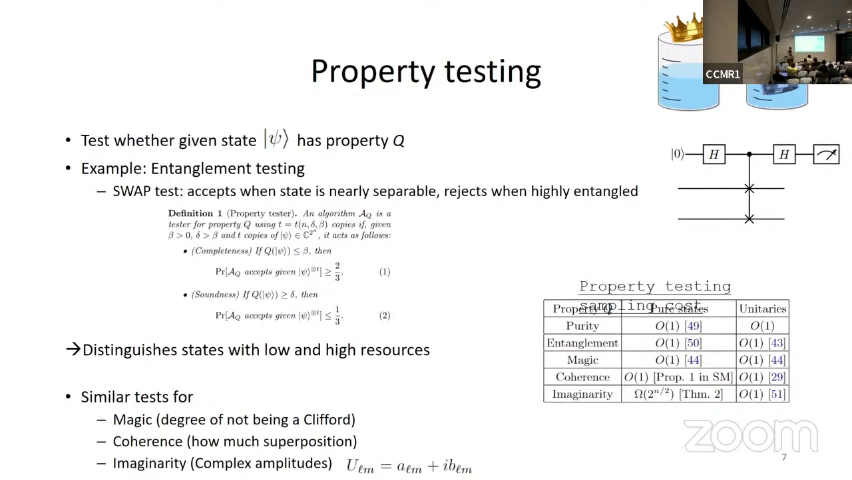 Property testing
CCMR1
• Test whether given state |ψ⟩ has property Q
• Example: Entanglement testing
– SWAP test: accepts when state is nearly separable, rejects when highly entangled
|0⟩ H H
Definition 1 (Property tester). An algorithm A_Q is a
tester for property Q using t = t(n, δ, β) copies if, given
β > 0, δ > β and t copies of |ψ⟩ ∈ ℂ^{2^n}, it acts as follows:
• (Completeness) If Q(|ψ⟩) ≤ β, then
Pr[A_Q accepts given |ψ⟩^{⊗t}] ≥ 2/3. (1)
• (Soundness) If Q(|ψ⟩) ≥ δ, then
Pr[A_Q accepts given |ψ⟩^{⊗t}] ≤ 1/3. (2)
→Distinguishes states with low and high resources
• Similar tests for
– Magic (degree of not being a Clifford)
– Coherence (how much superposition)
– Imaginarity (Complex amplitudes) U_{ℓm} = a_{ℓm} + ib_{ℓm}
Property testing
sampling cost
Property Q Pure states Unitaries
Purity O(1) [49] O(1)
Entanglement O(1) [50] O(1) [43]
Magic O(1) [44] O(1) [44]
Coherence O(1) [Prop. 1 in SM] O(1) [29]
Imaginarity Ω(2^{n/2}) [Thm. 2] O(1) [51]
zoom
7